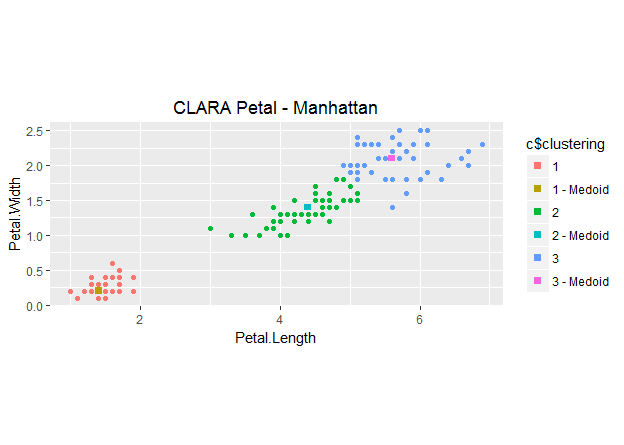 CLARA Petal - Manhattan
2.5
2.0
1.5
1.0
0.5
0.0
Petal.Width
2
4
6
Petal.Length
c$clustering
1
1 - Medoid
2
2 - Medoid
3
3 - Medoid